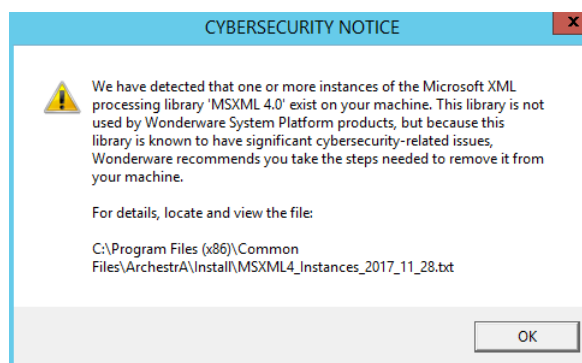 CYBERSECURITY NOTICE
x
We have detected that one or more instances of the Microsoft XML
processing library 'MSXML 4.0' exist on your machine. This library is not
used by Wonderware System Platform products, but because this
library is known to have significant cybersecurity-related issues,
Wonderware recommends you take the steps needed to remove it from
your machine.
For details, locate and view the file:
C:\Program Files (x86)\Common
Files\ArchestrA\Install\MSXML4_Instances_2017_11_28.txt
OK